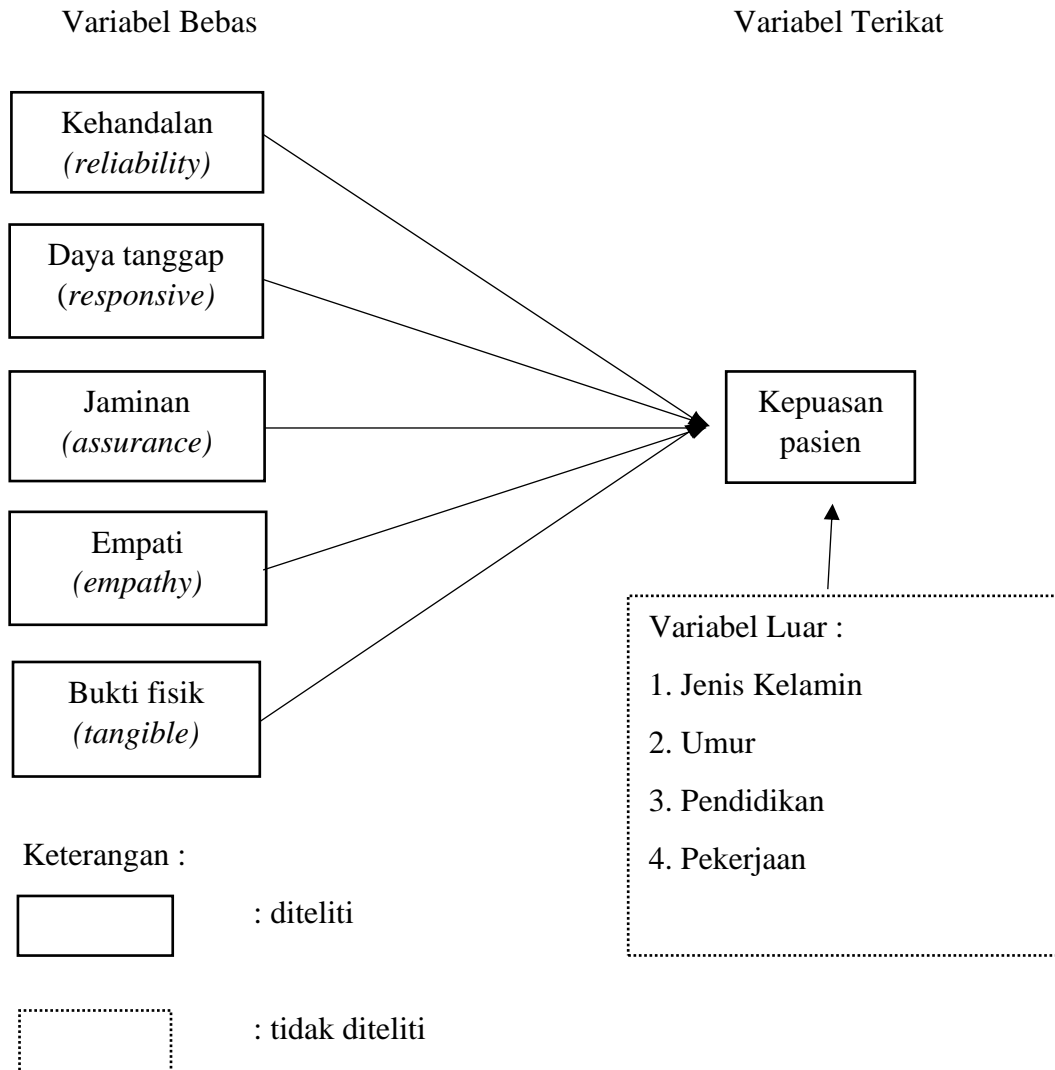 Variabel Bebas
Variabel Terikat
Kehandalan
(reliability)
Daya tanggap
(responsive)
Jaminan
(assurance)
Empati
(empathy)
Bukti fisik
(tangible)
Kepuasan
pasien
Variabel Luar :
1. Jenis Kelamin
2. Umur
3. Pendidikan
4. Pekerjaan
Keterangan :
: diteliti
: tidak diteliti